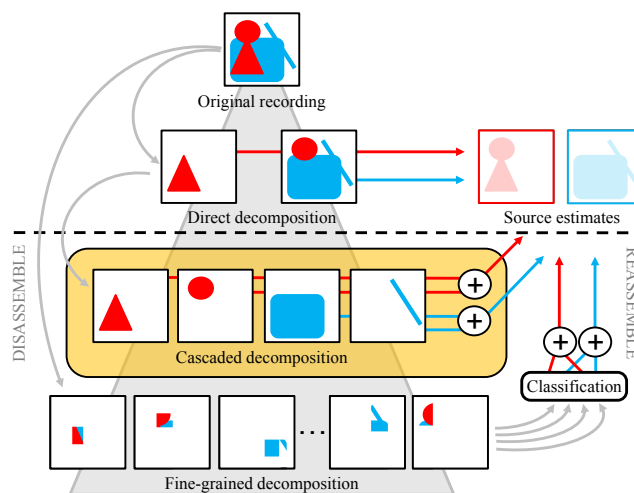 Original recording
Direct decomposition
Source estimates
DISASSEMBLE
REASSEMBLE
+
+
Cascaded decomposition
+ +
Classification
...
Fine-grained decomposition